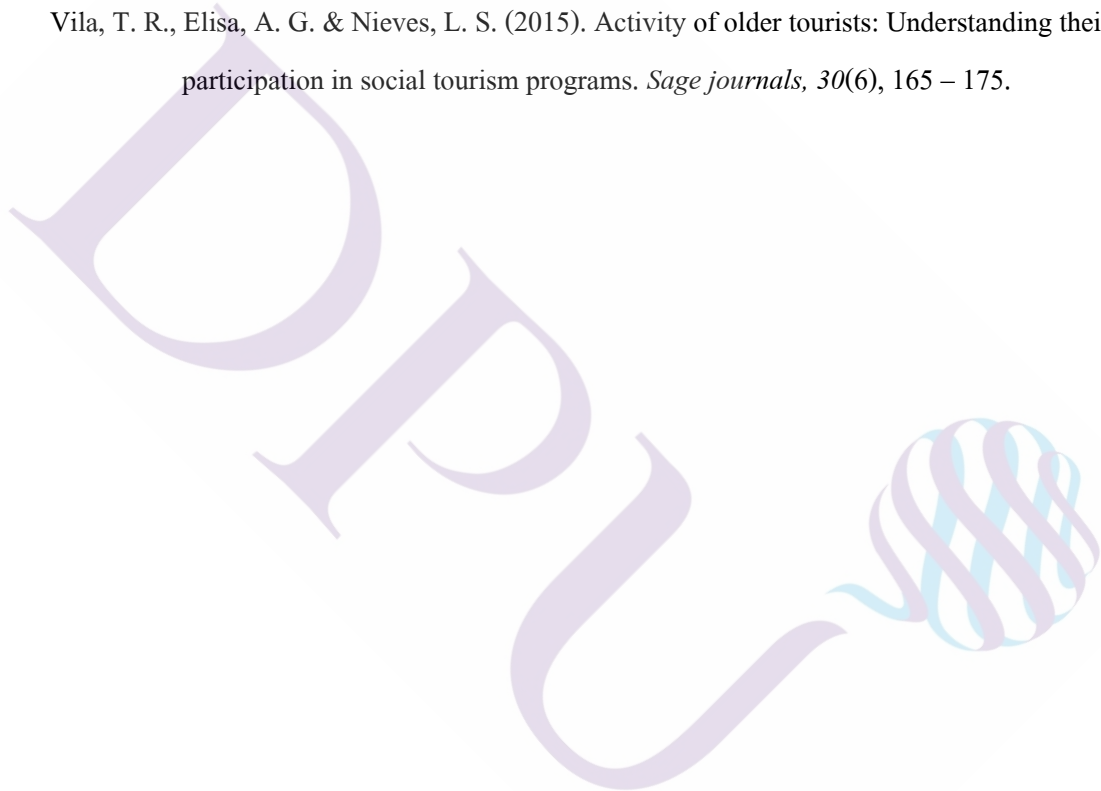 Vila, T. R., Elisa, A. G. & Nieves, L. S. (2015). Activity of older tourists: Understanding thei
participation in social tourism programs. Sage journals, 30(6), 165 – 175.
DPU